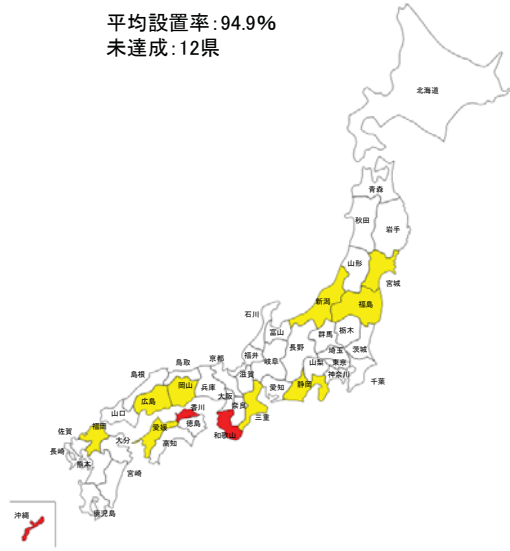 平均設置率:94.9%
未達成:12県
北海道
青森
秋田
岩手
山形
宮城
新潟
福島
石川
富山
群馬
栃木
長野
福井
岐阜
埼玉
茨城
京都
滋賀
山梨
東京
神奈川
千葉
鳥取
島根
岡山
兵庫
大阪
奈良
愛知
静岡
広島
香川
三重
山口
徳島
和歌山
愛媛
高知
福岡
佐賀
大分
長崎
熊本
宮崎
鹿児島
沖縄